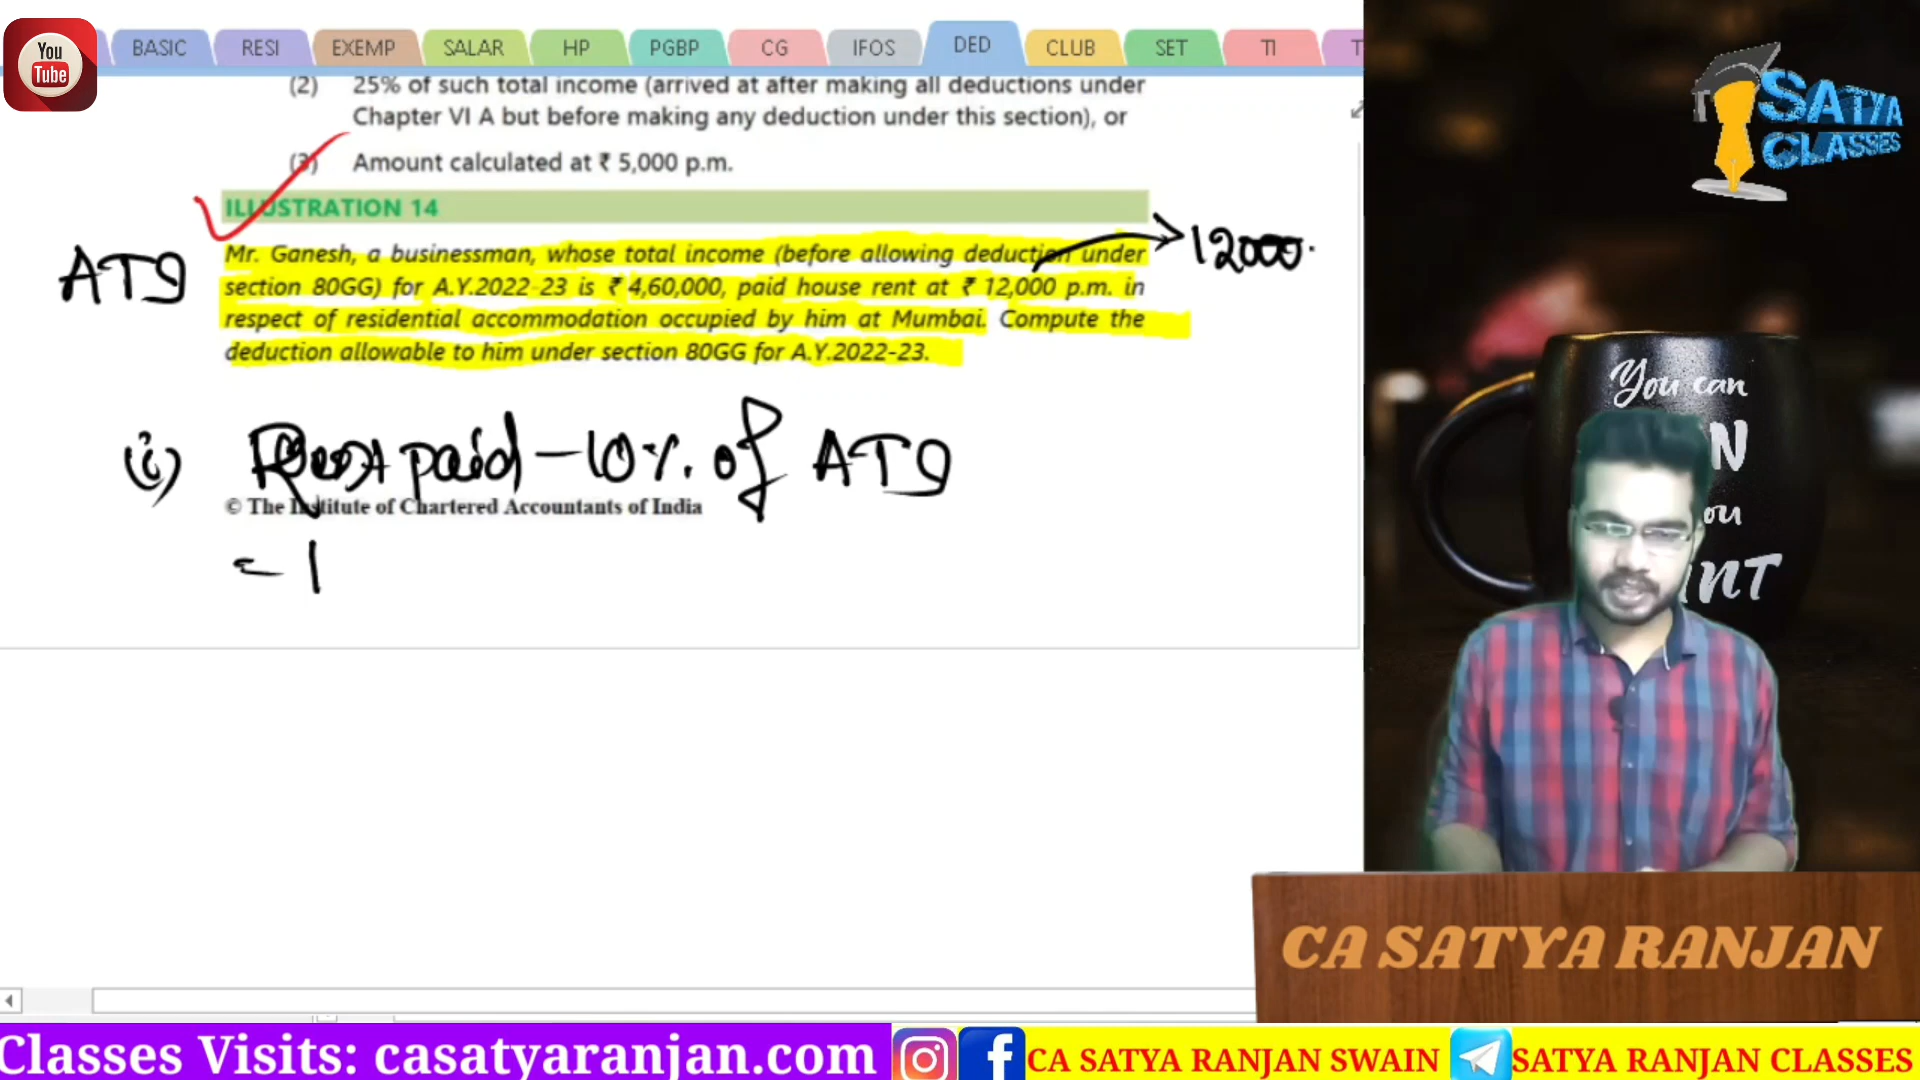 You
Tube
BASIC RESI EXEMP SALAR HP PGBP CG IFOS DED CLUB SET TI T
(2) 25% of such total income (arrived at after making all deductions under
Chapter VI A but before making any deduction under this section), or
(3) Amount calculated at ₹ 5,000 p.m.
ILLUSTRATION 14
Mr. Ganesh, a businessman, whose total income (before allowing deduction under
section 80GG) for A.Y.2022-23 is ₹ 4,60,000, paid house rent at ₹ 12,000 p.m. in
respect of residential accommodation occupied by him at Mumbai. Compute the
deduction allowable to him under section 80GG for A.Y.2022-23.
12000
ATI
(i) Rent paid - 10% of ATI
© The Institute of Chartered Accountants of India
= 1
SATYA
CLASSES
You can
N
ou
INT
CA SATYA RANJAN
Classes Visits: casatyaranjan.com
CA SATYA RANJAN SWAIN
SATYA RANJAN CLASSES